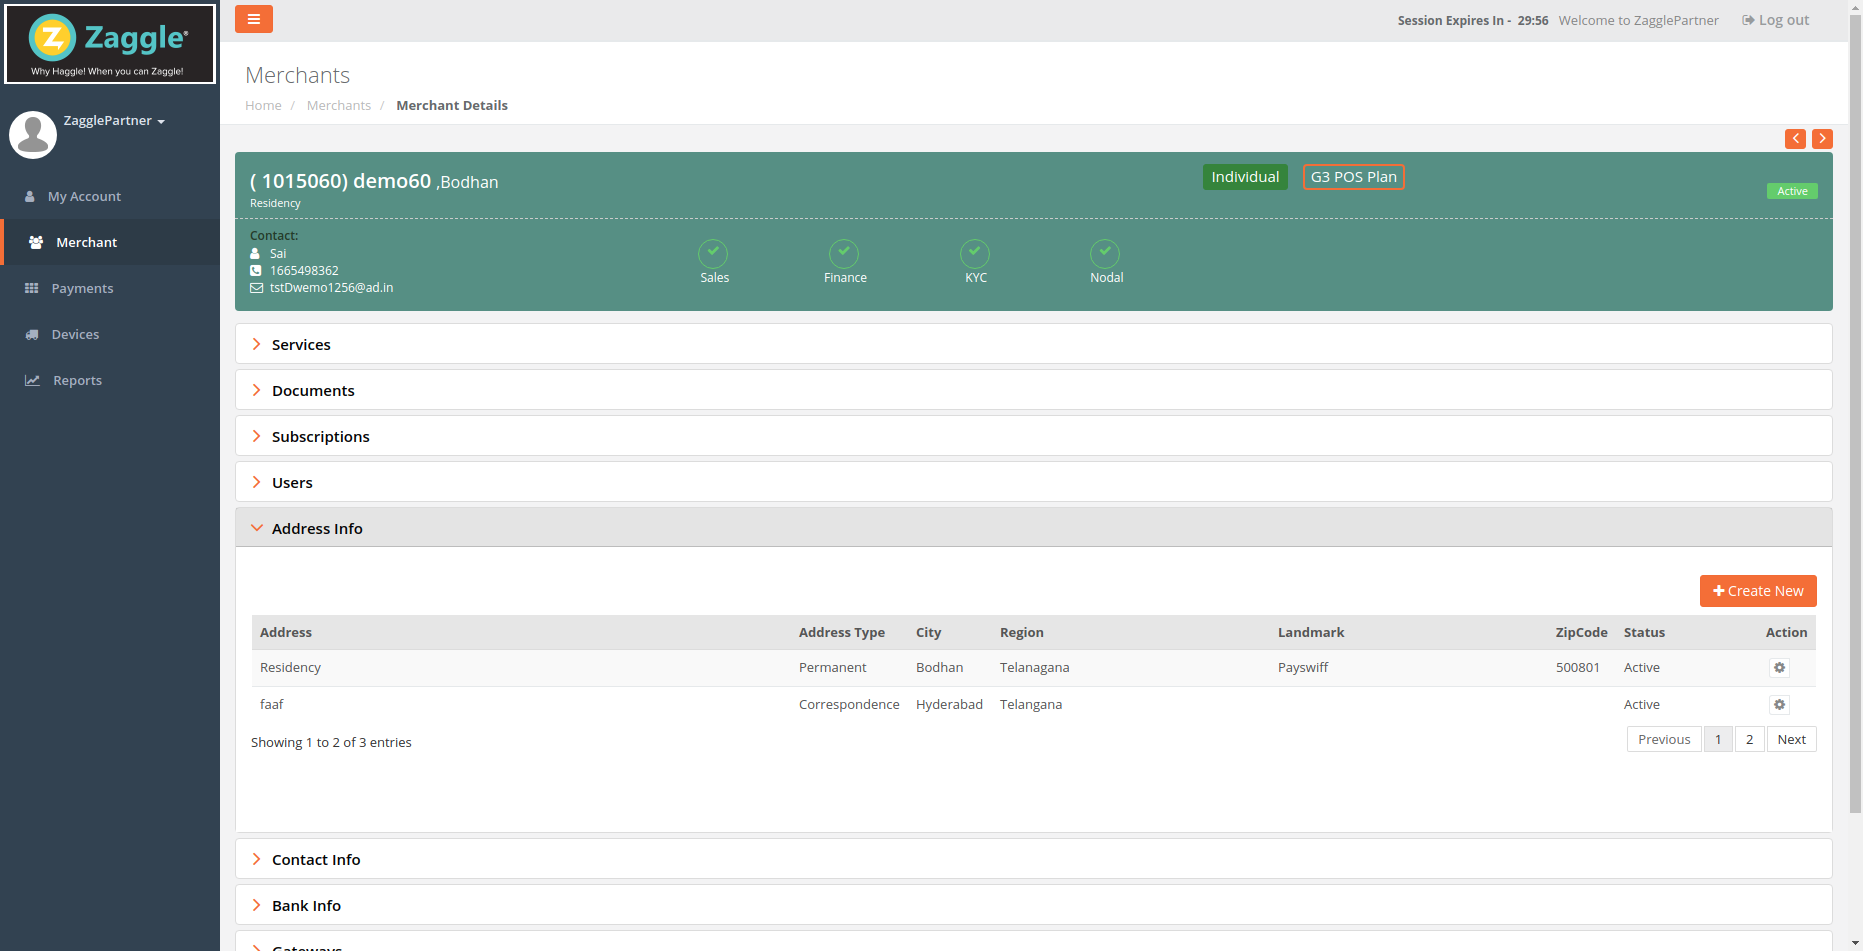 Zaggle®
Why Haggle! When you can Zaggle!
Session Expires In - 29:56 Welcome to ZagglePartner Log out
ZagglePartner
My Account
Merchant
Payments
Devices
Reports
Merchants
Home / Merchants / Merchant Details
( 1015060) demo60 ,Bodhan
Residency
Individual
G3 POS Plan
Active
Contact:
Sai
1665498362
tstDwemo1256@ad.in
Sales
Finance
KYC
Nodal
Services
Documents
Subscriptions
Users
Address Info
Create New
Address Address Type City Region Landmark ZipCode Status Action
Residency Permanent Bodhan Telanagana Payswiff 500801 Active
faaf Correspondence Hyderabad Telangana Active
Showing 1 to 2 of 3 entries
Previous 1 2 Next
Contact Info
Bank Info
Gateways